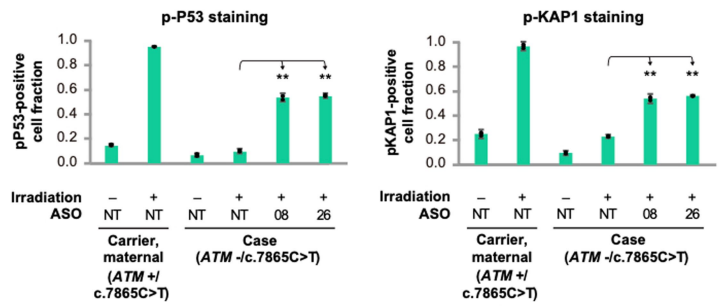 p-P53 staining
pP53-positive
cell fraction
1.0
0.8
0.6
0.4
0.2
0.0
** **
Irradiation – + – + + +
ASO NT NT NT NT 08 26
Carrier,
maternal
(ATM +/
c.7865C>T)
Case
(ATM -/c.7865C>T)
p-KAP1 staining
pKAP1-positive
cell fraction
1.0
0.8
0.6
0.4
0.2
0.0
** **
Irradiation – + – + + +
ASO NT NT NT NT 08 26
Carrier,
maternal
(ATM +/
c.7865C>T)
Case
(ATM -/c.7865C>T)